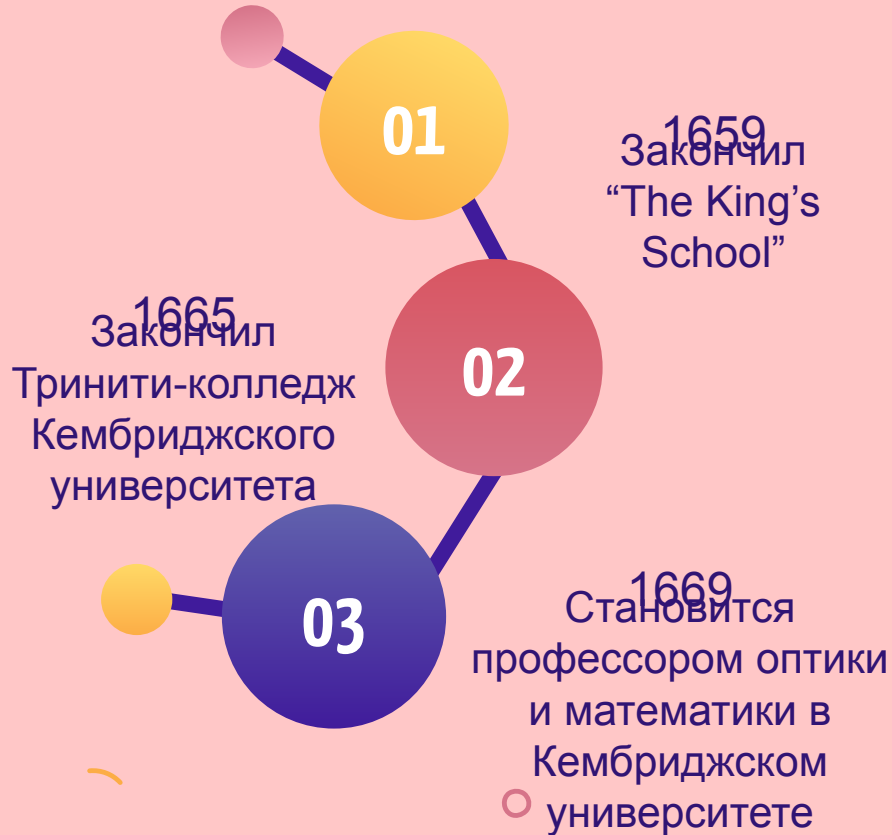 01
1659
Закончил
“The King’s
School”
1665
Закончил
Тринити-колледж
Кембриджского
университета
02
03
1669
Становится
профессором оптики
и математики в
Кембриджском
университете